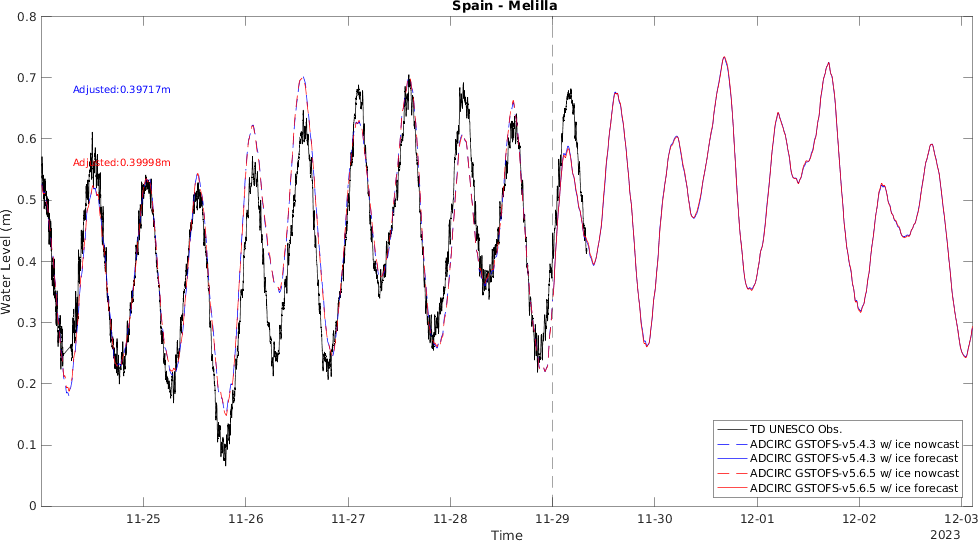 Spain - Melilla
0.8
0.7
0.6
0.5
0.4
0.3
0.2
0.1
0
Water Level (m)
Adjusted:0.39717m
Adjusted:0.39998m
TD UNESCO Obs.
ADCIRC GSTOFS-v5.4.3 w/ ice nowcast
ADCIRC GSTOFS-v5.4.3 w/ ice forecast
ADCIRC GSTOFS-v5.6.5 w/ ice nowcast
ADCIRC GSTOFS-v5.6.5 w/ ice forecast
11-25 11-26 11-27 11-28 11-29 11-30 12-01 12-02 12-03
Time
2023